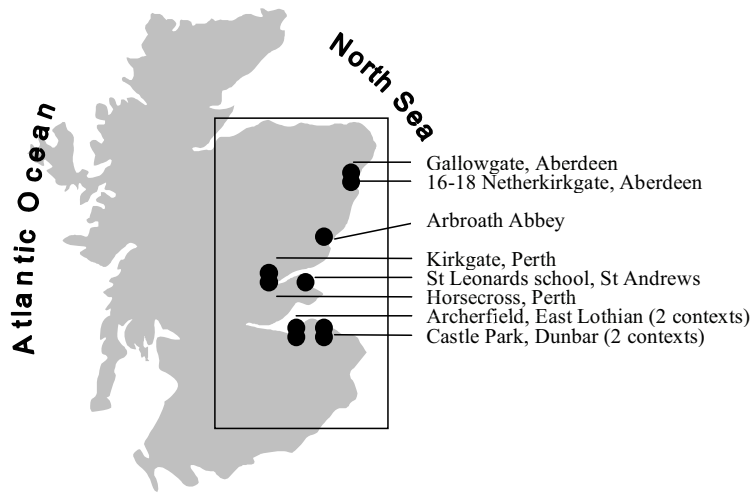 North Sea
Atlantic Ocean
Gallowgate, Aberdeen
16-18 Netherkirkgate, Aberdeen
Arbroath Abbey
Kirkgate, Perth
St Leonards school, St Andrews
Horsecross, Perth
Archerfield, East Lothian (2 contexts)
Castle Park, Dunbar (2 contexts)